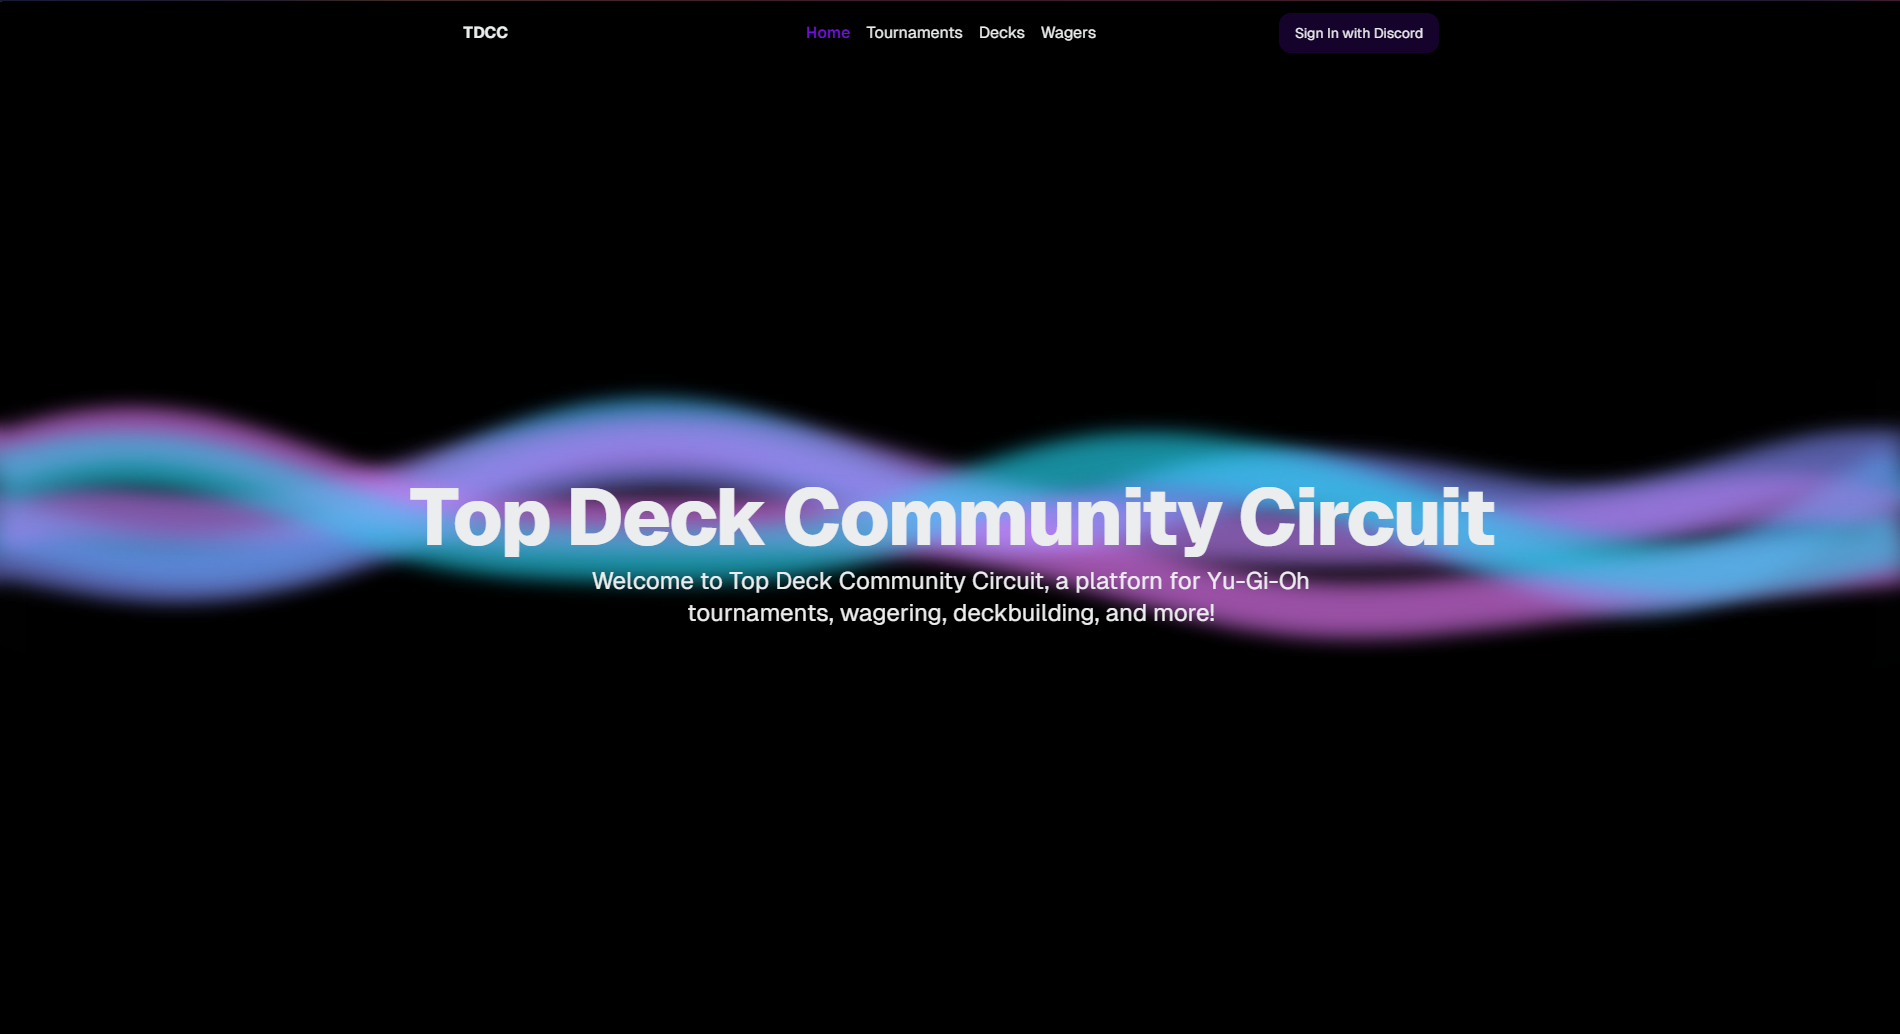 TDCC
Home Tournaments Decks Wagers
Sign In with Discord
Top Deck Community Circuit
Welcome to Top Deck Community Circuit, a platforn for Yu-Gi-Oh
tournaments, wagering, deckbuilding, and more!